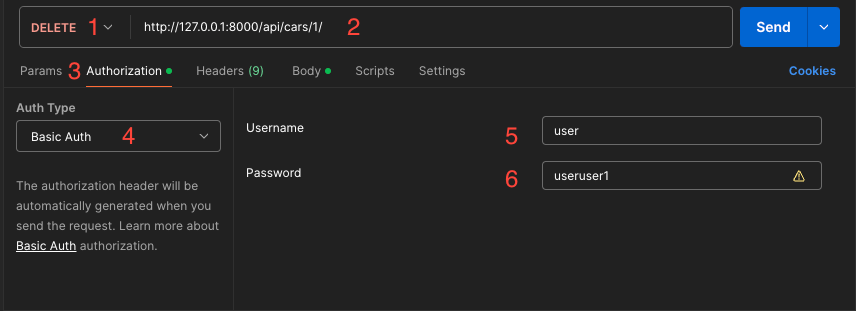 DELETE 1 http://127.0.0.1:8000/api/cars/1/ 2 Send
Params 3 Authorization Headers (9) Body Scripts Settings Cookies
Auth Type
Basic Auth 4
The authorization header will be
automatically generated when you
send the request. Learn more about
Basic Auth authorization.
Username 5 user
Password 6 useruser1